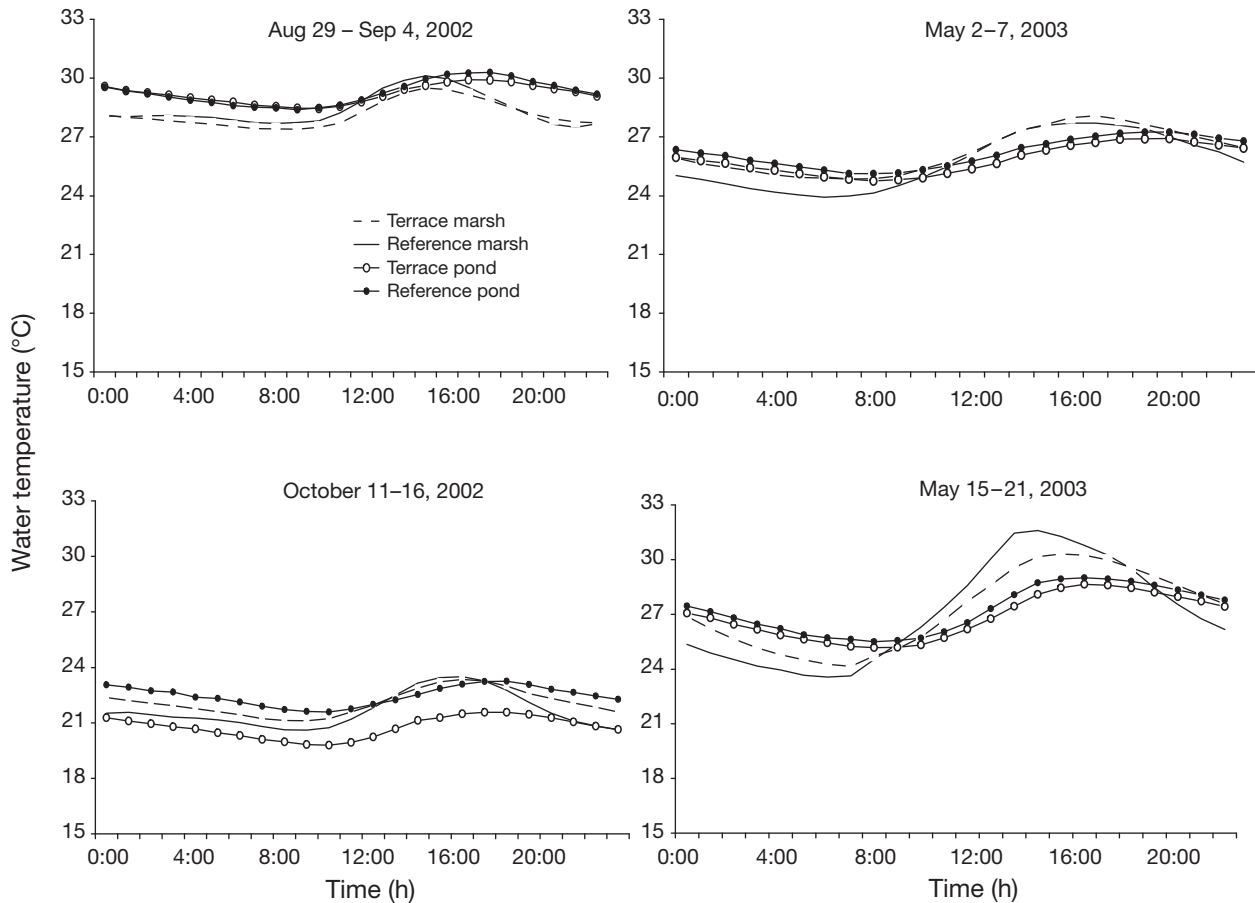 Water temperature (°C)
Aug 29 – Sep 4, 2002
33
30
27
24
21
18
15
Terrace marsh
Reference marsh
Terrace pond
Reference pond
0:00 4:00 8:00 12:00 16:00 20:00
May 2–7, 2003
33
30
27
24
21
18
15
0:00 4:00 8:00 12:00 16:00 20:00
October 11–16, 2002
33
30
27
24
21
18
15
0:00 4:00 8:00 12:00 16:00 20:00
Time (h)
May 15–21, 2003
33
30
27
24
21
18
15
0:00 4:00 8:00 12:00 16:00 20:00
Time (h)